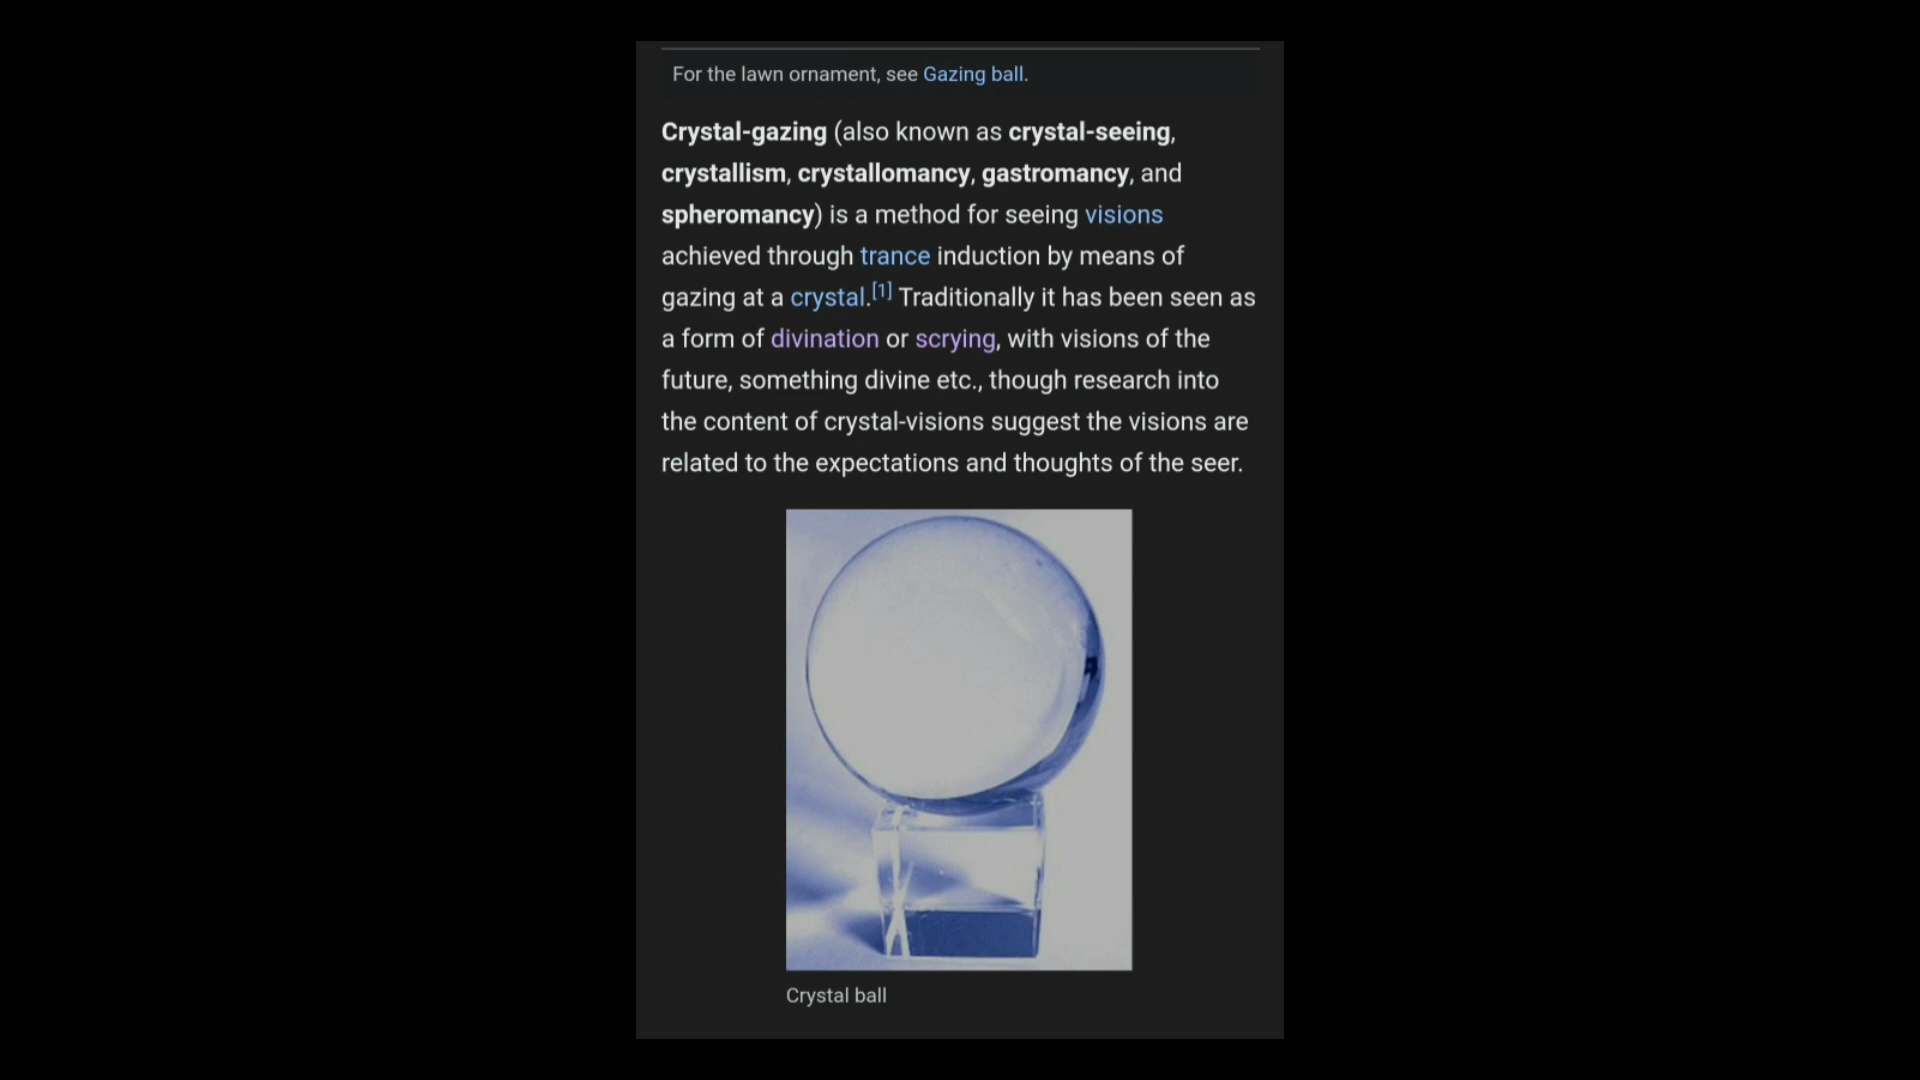 For the lawn ornament, see Gazing ball.
Crystal-gazing (also known as crystal-seeing,
crystallism, crystallomancy, gastromancy, and
spheromancy) is a method for seeing visions
achieved through trance induction by means of
gazing at a crystal.[1] Traditionally it has been seen as
a form of divination or scrying, with visions of the
future, something divine etc., though research into
the content of crystal-visions suggest the visions are
related to the expectations and thoughts of the seer.
Crystal ball